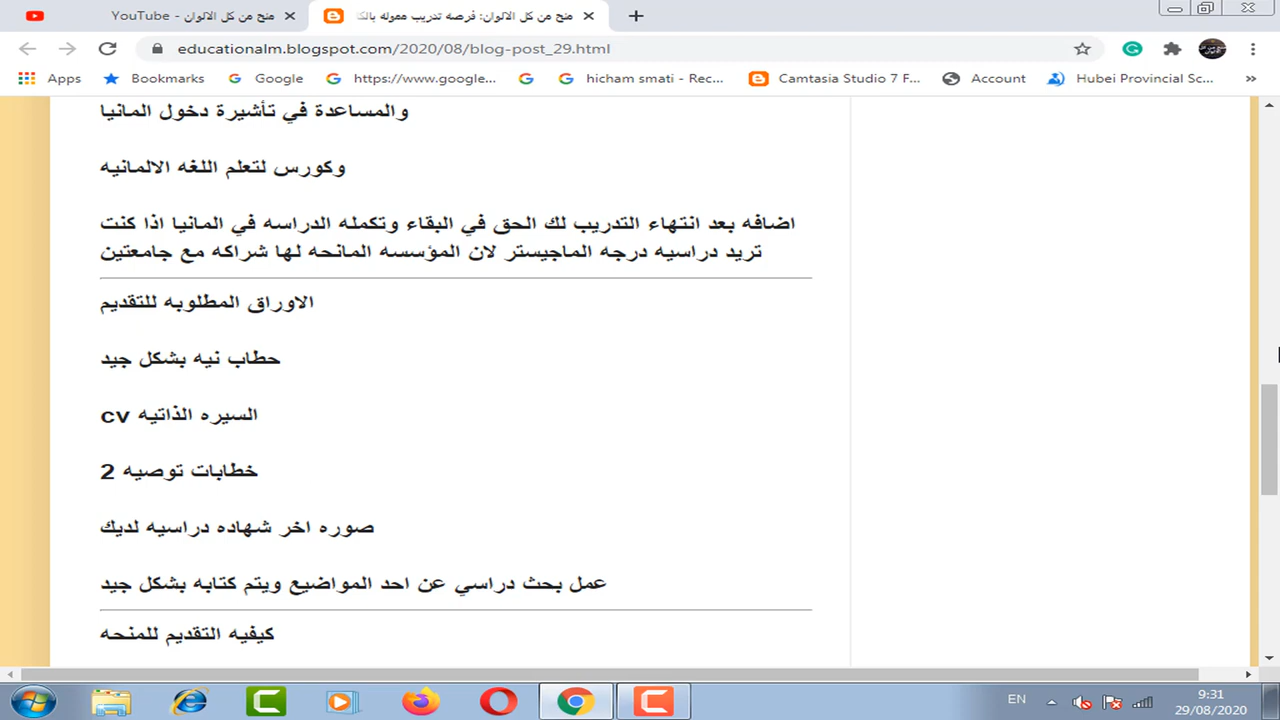 منح من كل الالوان - YouTube
منح من كل الالوان: فرصه تدريب مموله بالكا
educationalm.blogspot.com/2020/08/blog-post_29.html
Apps
Bookmarks
Google
https://www.google...
hicham smati - Rec...
Camtasia Studio 7 F...
Account
Hubei Provincial Sc...
»
والمساعدة في تأشيرة دخول المانيا
وكورس لتعلم اللغه الالمانيه
اضافه بعد انتهاء التدريب لك الحق في البقاء وتكمله الدراسه في المانيا اذا كنت
تريد دراسيه درجه الماجيستر لان المؤسسه المانحه لها شراكه مع جامعتين
الاوراق المطلوبه للتقديم
حطاب نيه بشكل جيد
السيره الذاتيه cv
خطابات توصيه 2
صوره اخر شهاده دراسيه لديك
عمل بحث دراسي عن احد المواضيع ويتم كتابه بشكل جيد
كيفيه التقديم للمنحه
EN
9:31
29/08/2020